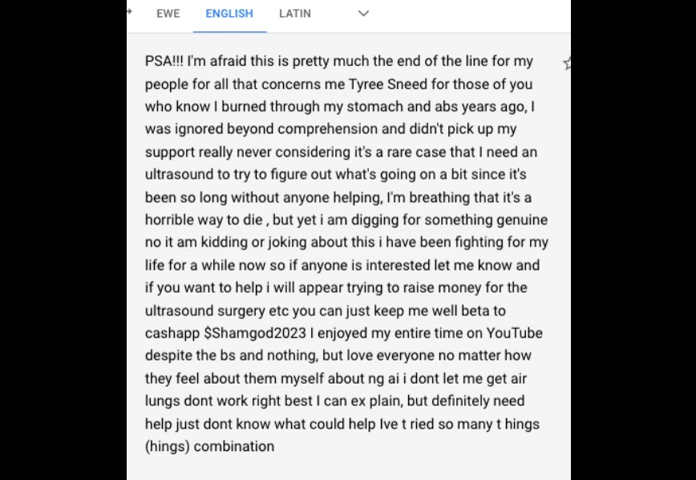 EWE ENGLISH LATIN
PSA!!! I'm afraid this is pretty much the end of the line for my
people for all that concerns me Tyree Sneed for those of you
who know I burned through my stomach and abs years ago, I
was ignored beyond comprehension and didn't pick up my
support really never considering it's a rare case that I need an
ultrasound to try to figure out what's going on a bit since it's
been so long without anyone helping, I'm breathing that it's a
horrible way to die , but yet i am digging for something genuine
no it am kidding or joking about this i have been fighting for my
life for a while now so if anyone is interested let me know and
if you want to help i will appear trying to raise money for the
ultrasound surgery etc you can just keep me well beta to
cashapp $Shamgod2023 I enjoyed my entire time on YouTube
despite the bs and nothing, but love everyone no matter how
they feel about them myself about ng ai i dont let me get air
lungs dont work right best I can ex plain, but definitely need
help just dont know what could help Ive t ried so many t hings
(hings) combination